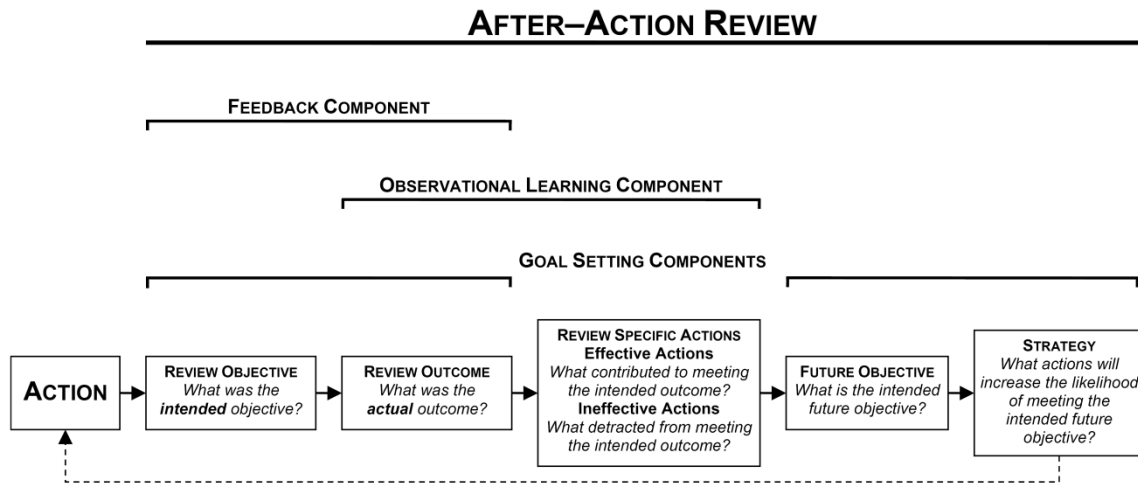 AFTER–ACTION REVIEW
FEEDBACK COMPONENT
OBSERVATIONAL LEARNING COMPONENT
GOAL SETTING COMPONENTS
ACTION
REVIEW OBJECTIVE
What was the
intended objective?
REVIEW OUTCOME
What was the
actual outcome?
REVIEW SPECIFIC ACTIONS
Effective Actions
What contributed to meeting
the intended outcome?
Ineffective Actions
What detracted from meeting
the intended outcome?
FUTURE OBJECTIVE
What is the intended
future objective?
STRATEGY
What actions will
increase the likelihood
of meeting the
intended future
objective?